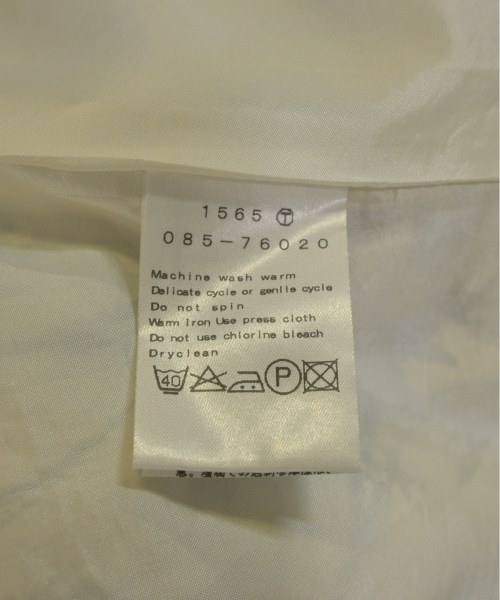 1565 Ⓣ
085-76020
Machine wash warm
Delicate cycle or genlle cycle
Do not spin
Warm Iron Use press cloth
Do not use chlorine bleach
Dryclean
40 P